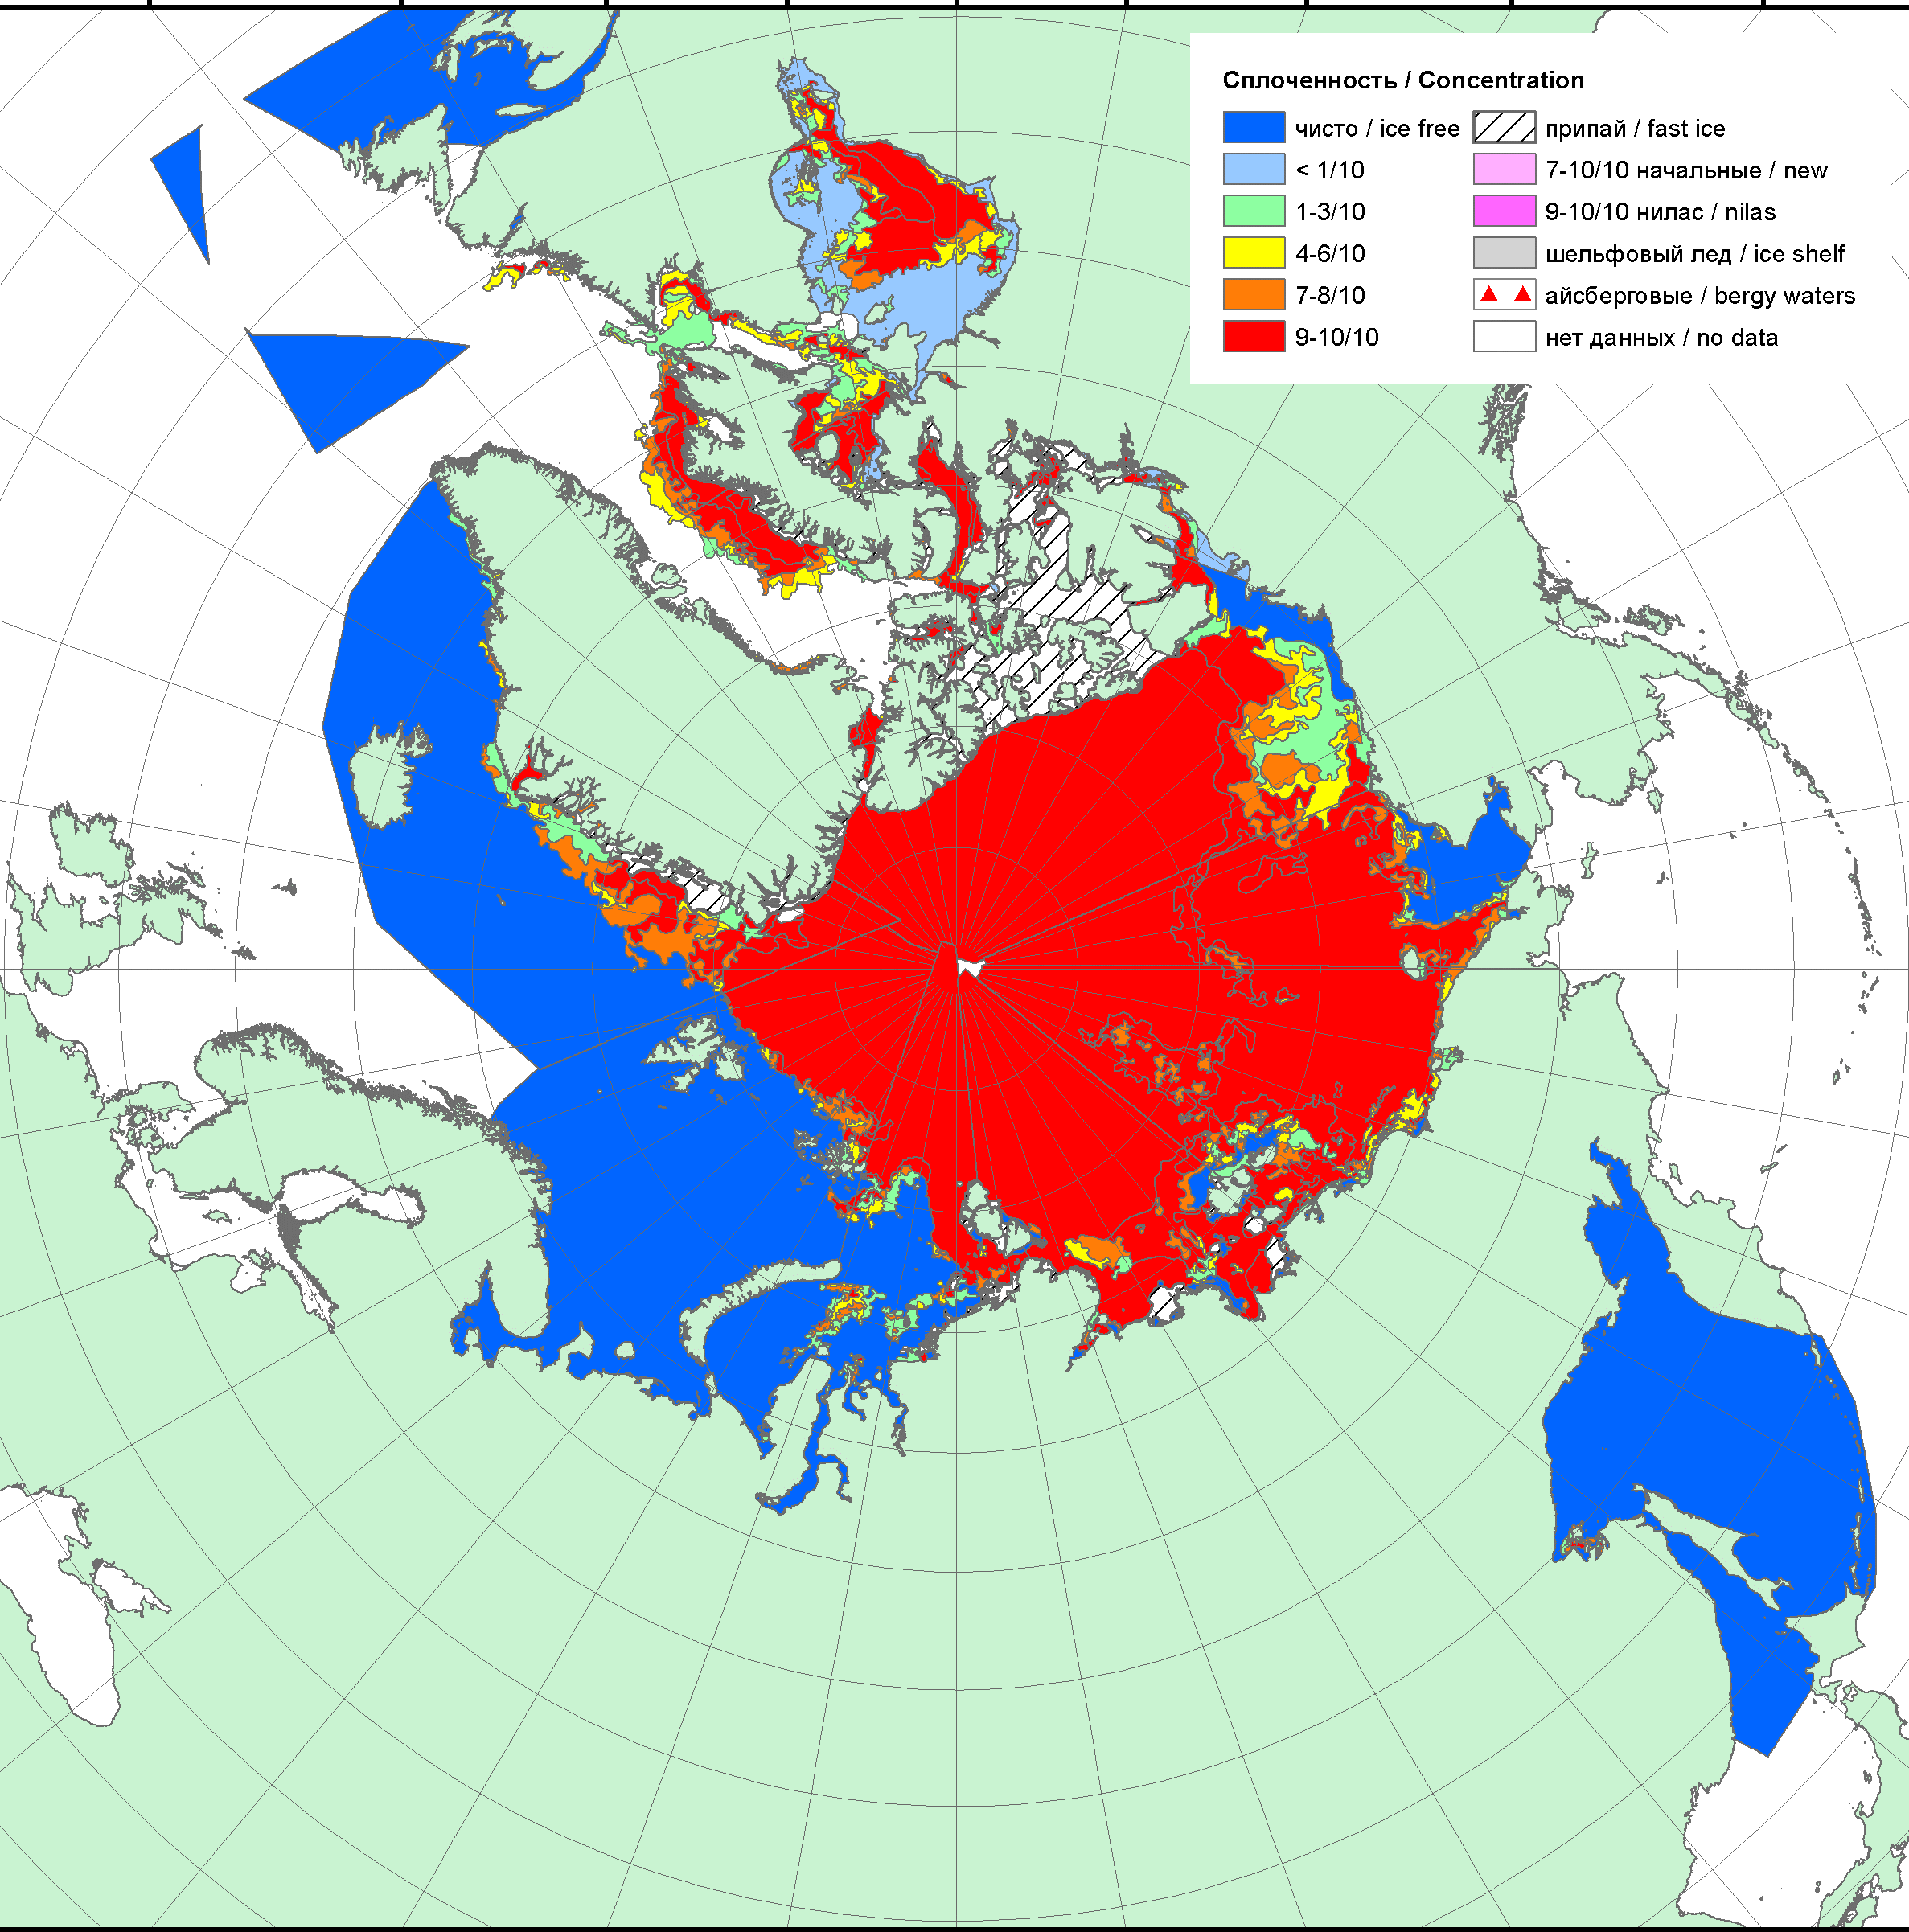 Сплоченность / Concentration
чисто / ice free
< 1/10
1-3/10
4-6/10
7-8/10
9-10/10
припай / fast ice
7-10/10 начальные / new
9-10/10 нилас / nilas
шельфовый лед / ice shelf
айсберговые / bergy waters
нет данных / no data